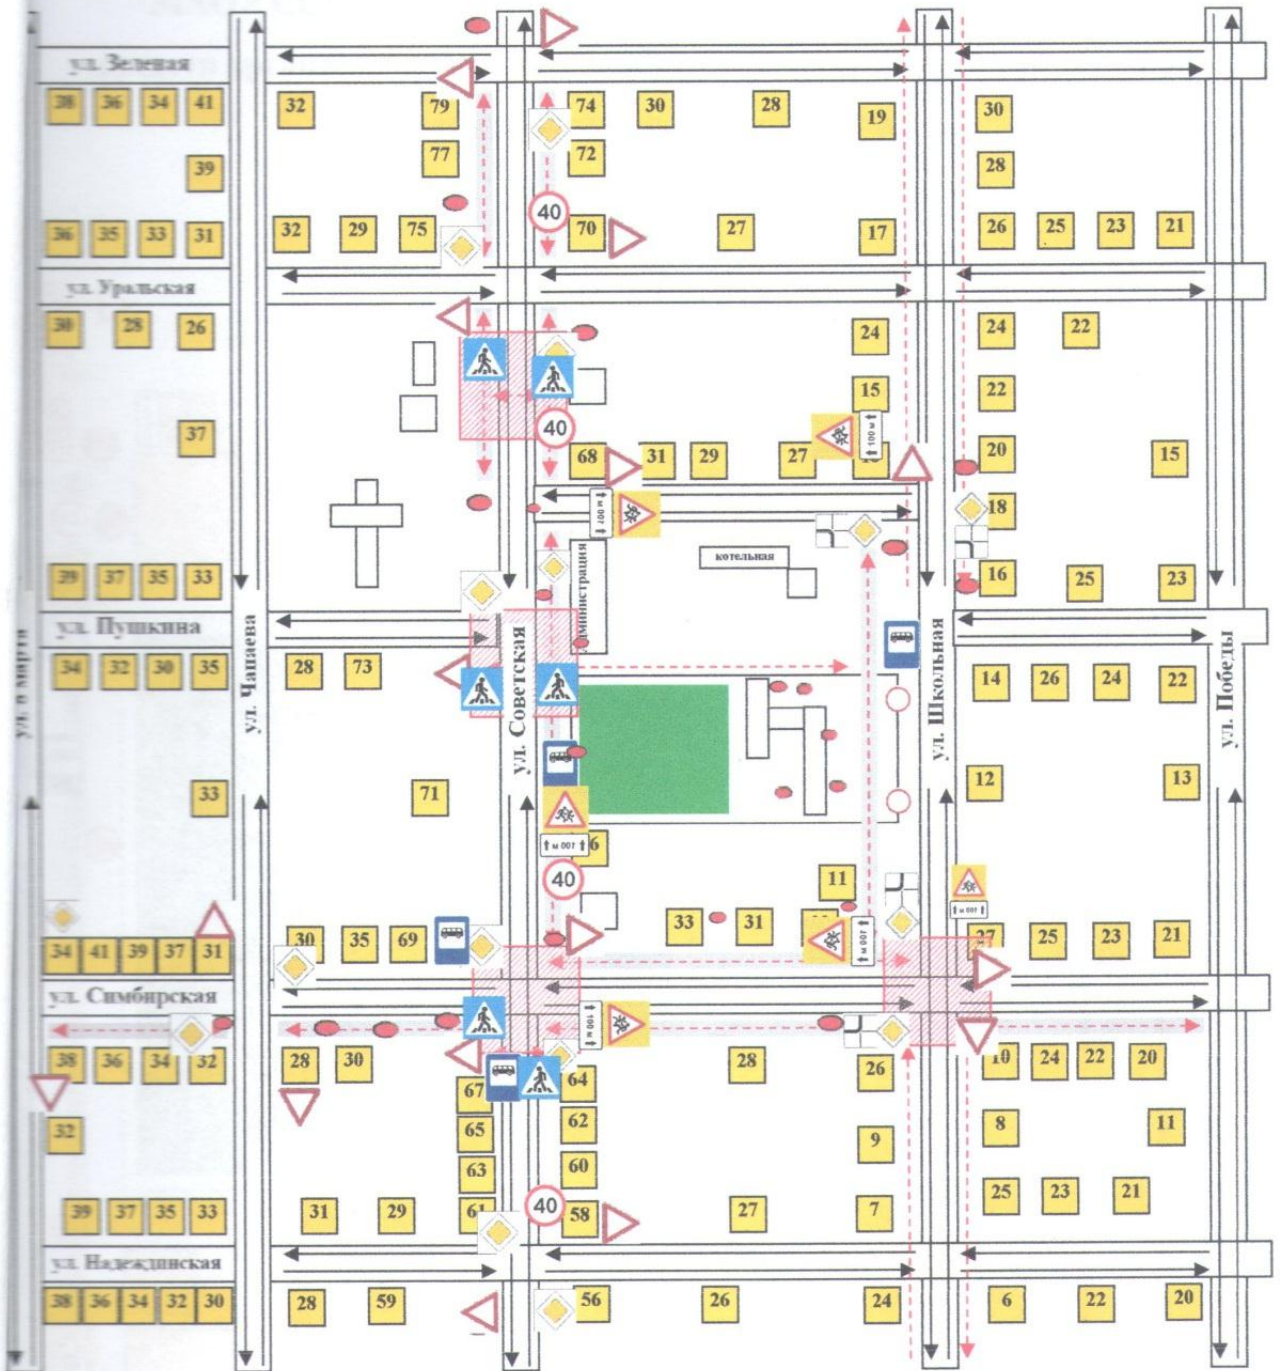 ул. Зеленая
38 36 34 41 32 79 74 30 28 19 30
77 72 28
39
40
36 35 33 31 32 29 75 70 27 17 26 25 23 21
ул. Уральская
30 28 26 24 24 22
15 22
100 м
37 40
68 31 29 27 20 15
100 м
18
администрация
котельная
39 37 35 33 16 25 23
ул. Пушкина
ул. Чапаева
ул. Советская
ул. Школьная
ул. Победы
34 32 30 35 28 73 14 26 24 22
33 71 12 13
100 м
6
40
11
100 м
33 31
100 м
34 41 39 37 31 30 35 69 27 25 23 21
ул. Симбирская
100 м
38 36 34 32 28 30 67 64 28 26 10 24 22 20
32 65 62 9 8 11
63 60
40
39 37 35 33 31 29 61 58 27 7 25 23 21
ул. Надеждинская
38 36 34 32 30 28 59 56 26 24 6 22 20